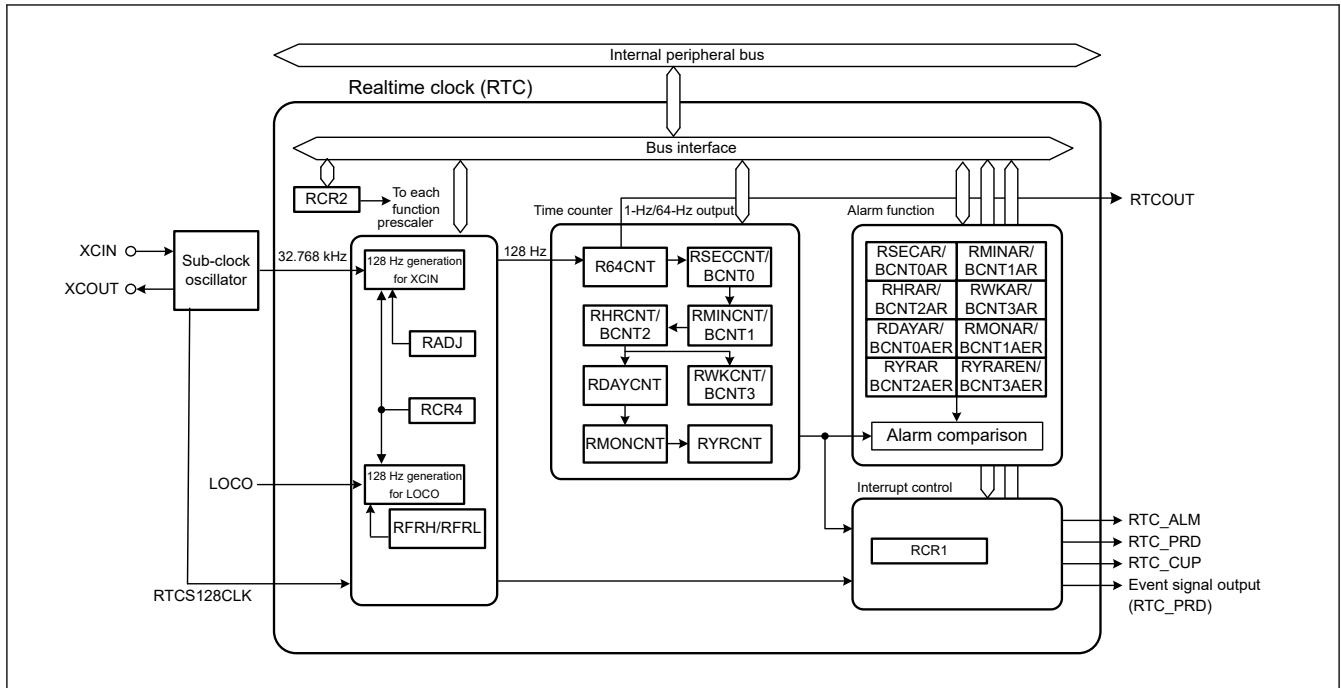 Internal peripheral bus
Realtime clock (RTC)
Bus interface
RCR2
To each
function
prescaler
Time counter
1-Hz/64-Hz output
Alarm function
RTCOUT
XCIN
XCOUT
Sub-clock
oscillator
32.768 kHz
128 Hz generation
for XCIN
128 Hz
R64CNT
RSECCNT/
BCNT0
RHRCNT/
BCNT2
RMINCNT/
BCNT1
RDAYCNT
RWKCNT/
BCNT3
RMONCNT
RYRCNT
RSECAR/
BCNT0AR
RMINAR/
BCNT1AR
RHRAR/
BCNT2AR
RWKAR/
BCNT3AR
RDAYAR/
BCNT0AER
RMONAR/
BCNT1AER
RYRAR
BCNT2AER
RYRAREN/
BCNT3AER
Alarm comparison
RADJ
RCR4
LOCO
128 Hz generation
for LOCO
RFRH/RFRL
RTCS128CLK
Interrupt control
RCR1
RTC_ALM
RTC_PRD
RTC_CUP
Event signal output
(RTC_PRD)